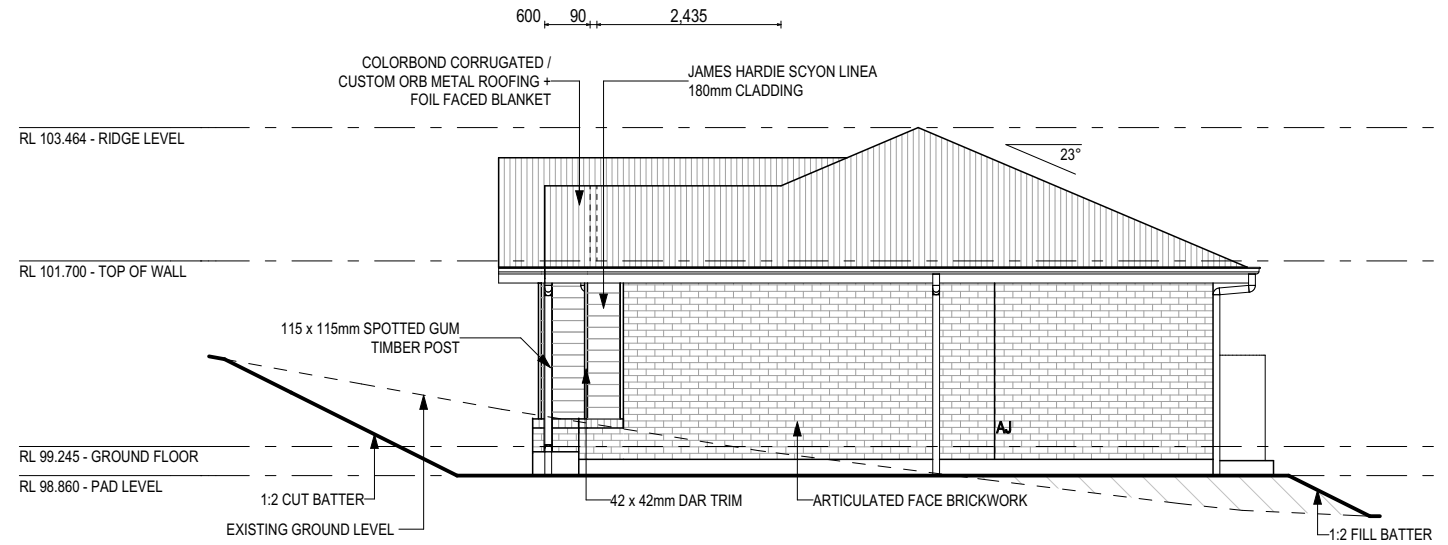 600 90 2,435
COLORBOND CORRUGATED /
CUSTOM ORB METAL ROOFING +
FOIL FACED BLANKET
JAMES HARDIE SCYON LINEA
180mm CLADDING
RL 103.464 - RIDGE LEVEL
23°
RL 101.700 - TOP OF WALL
115 x 115mm SPOTTED GUM
TIMBER POST
AJ
RL 99.245 - GROUND FLOOR
RL 98.860 - PAD LEVEL
1:2 CUT BATTER
42 x 42mm DAR TRIM
ARTICULATED FACE BRICKWORK
EXISTING GROUND LEVEL
1:2 FILL BATTER